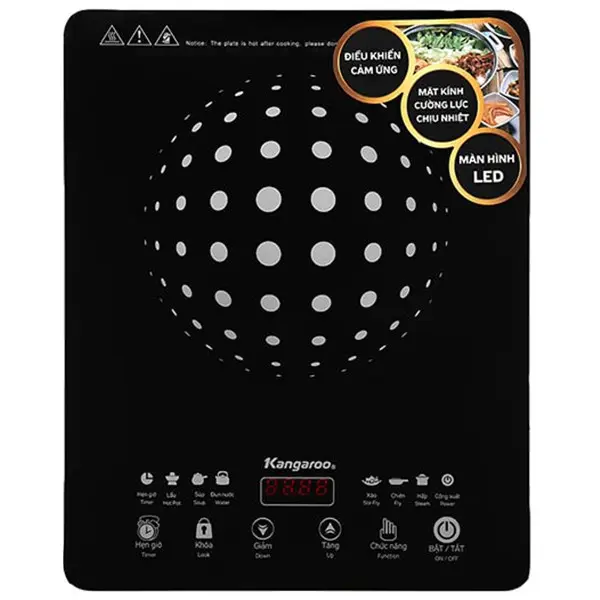 Notice: The plate is hot after cooking, please
ĐIỀU KHIỂN
CẢM ỨNG
MẶT KÍNH
CƯỜNG LỰC
CHỊU NHIỆT
MÀN HÌNH
LED
Kangaroo®
Hẹn giờ
Timer
Lẩu
Hot Pot
Súp
Soub
Đun nước
Water
Xào
Stir.Fry
Chiên
Fry
Hấp
Steam
Công suất
Power
Hẹn giờ
Timer
Khóa
Look
Giảm
Down
Tăng
Up
Chức năng
Function
BẬT / TẮT
ON / OFF